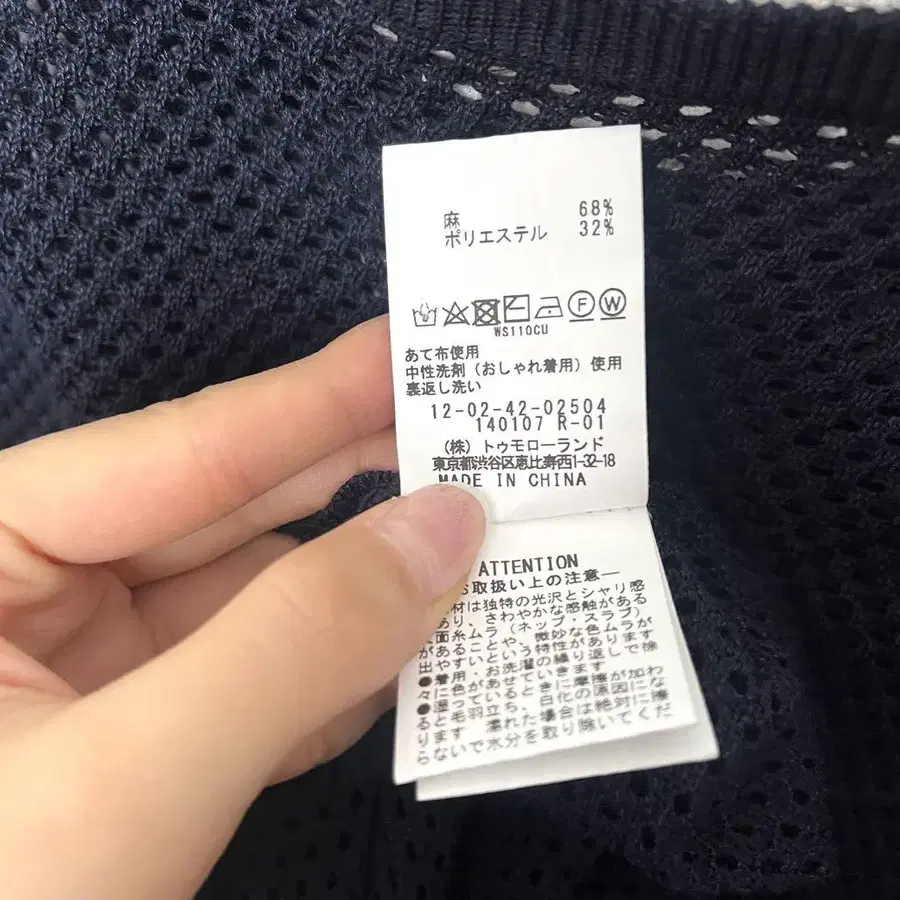 麻 68%
ポリエステル 32%
F W
WS110CU
あて布使用
中性洗剤（おしゃれ着用）使用
裏返し洗い
12-02-42-02504
140107 R-01
（株）トゥモローランド
東京都渋谷区恵比寿西1-32-18
MADE IN CHINA
ATTENTION
取扱い上の注意—
材は独特の光沢とシャリ感
あり、さわやかな感触がある
面糸ムラ（ネップ・スラブ）
があることや、微妙な色ムラが
出やすいという特性があります
●着用・お洗濯の繰り返しで徐
々に色があせていきます
●湿っているときに摩擦が加わ
ると毛羽立ち、白化の原因にな
ります 濡れた場合は絶対に擦
らないで水分を取り除いてくだ